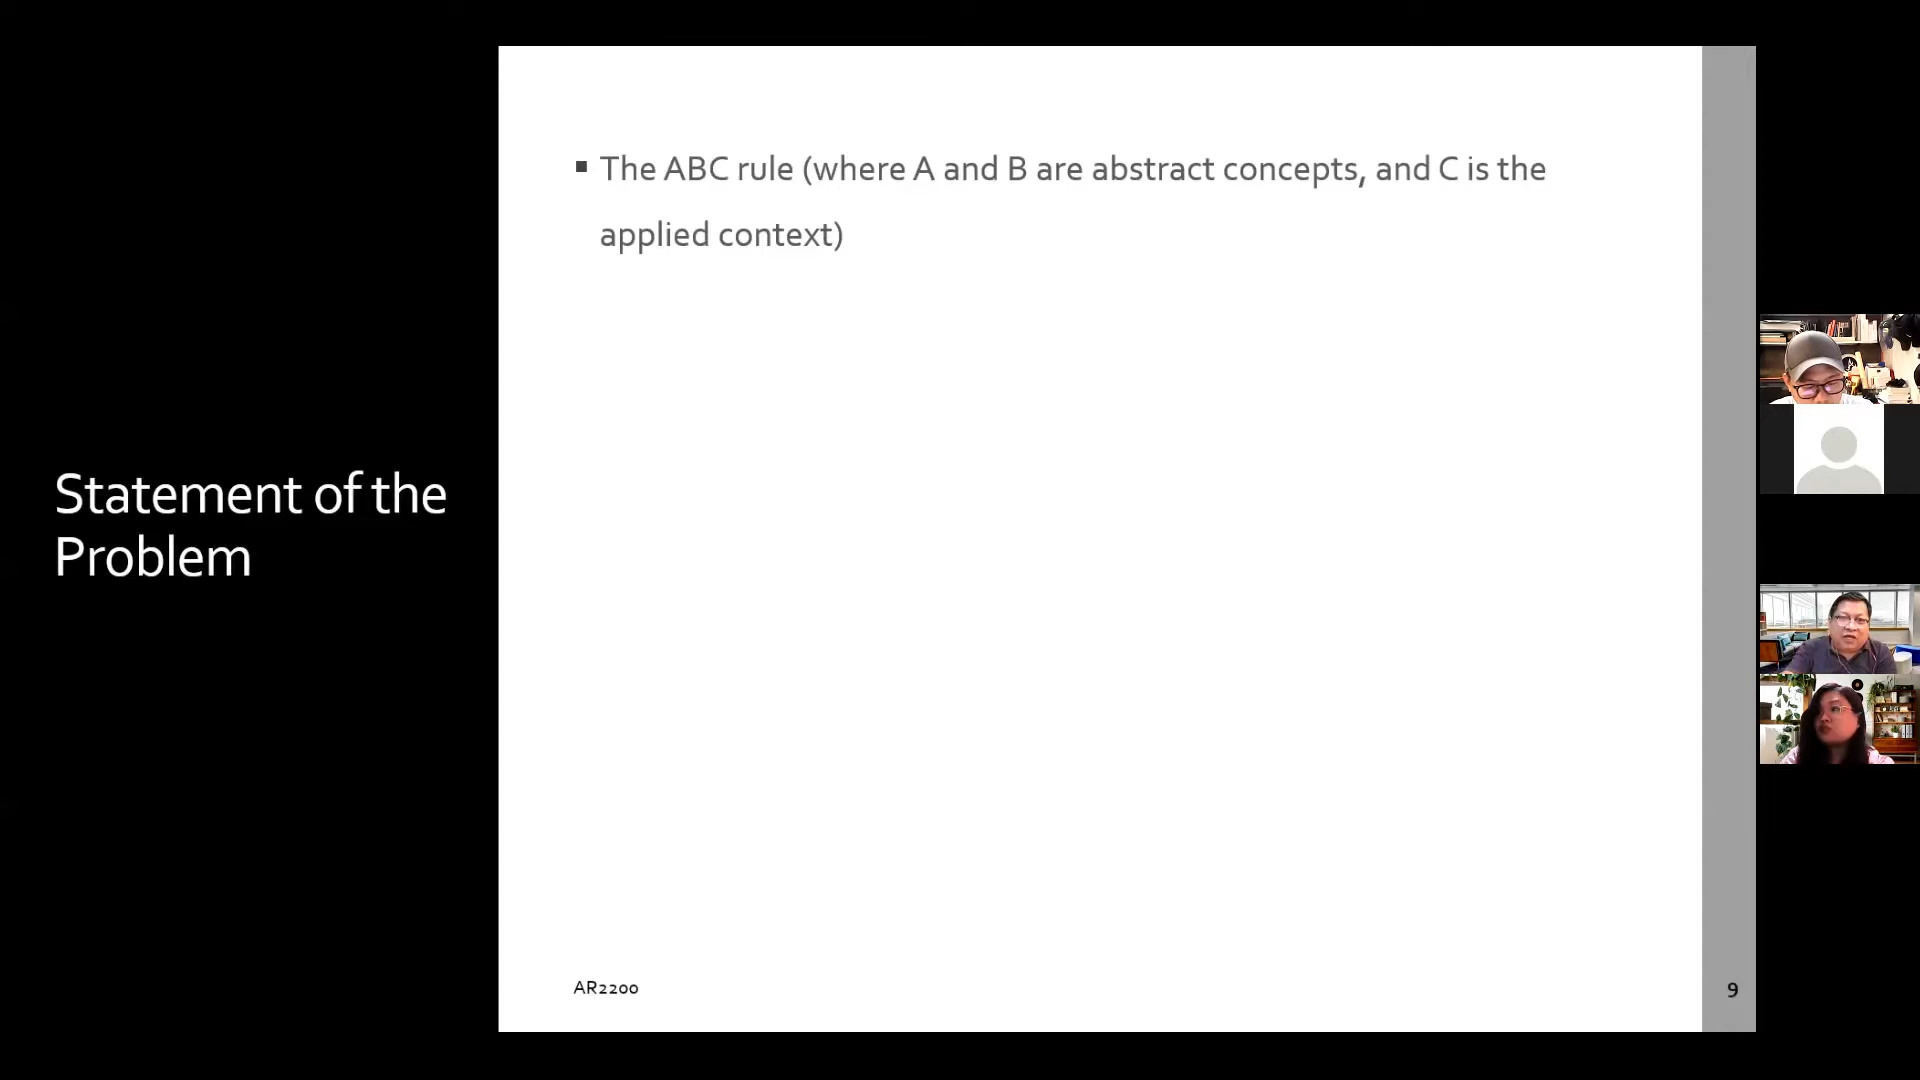 Statement of the
Problem
▪ The ABC rule (where A and B are abstract concepts, and C is the
applied context)
AR2200
9